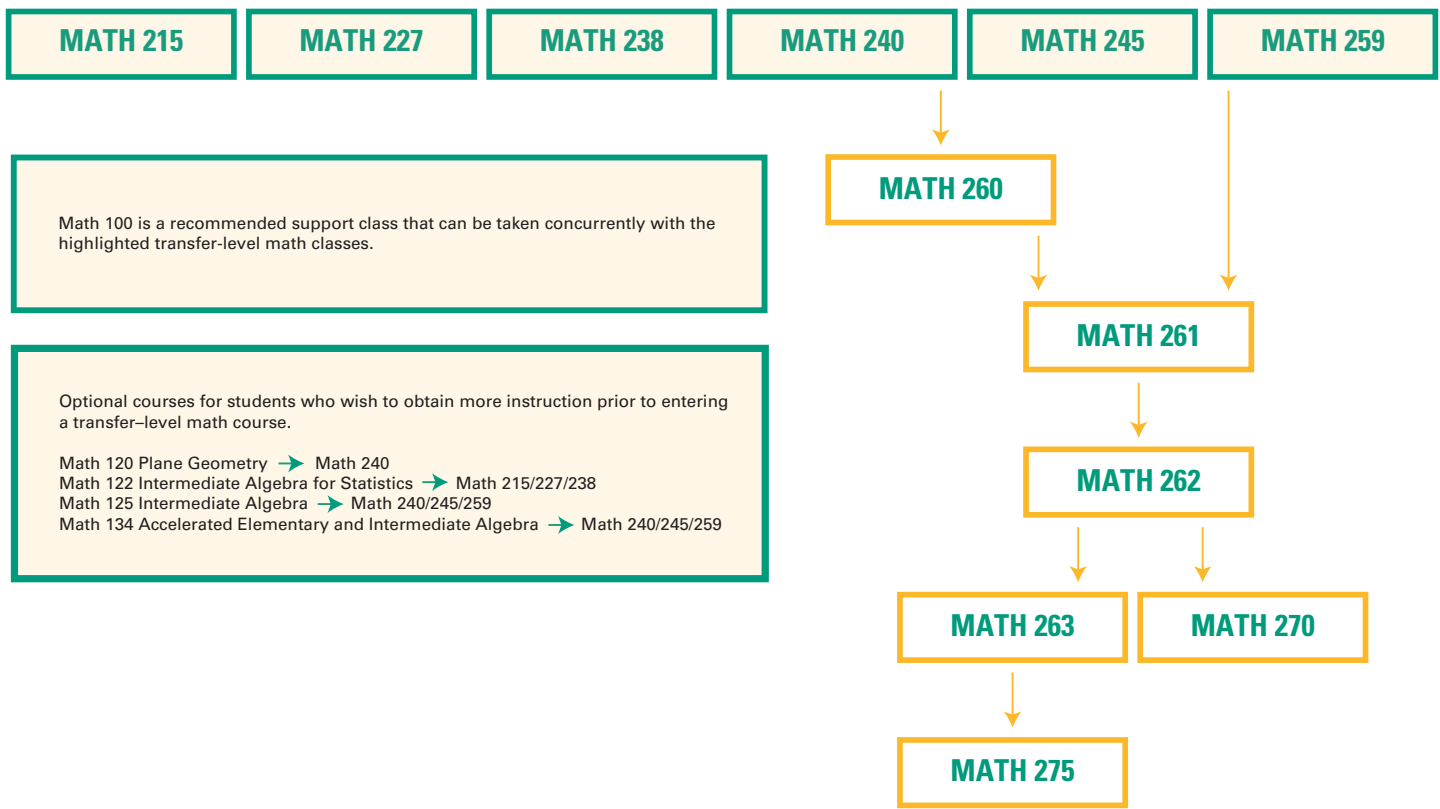 MATH 215
MATH 227
MATH 238
MATH 240
MATH 245
MATH 259
MATH 260
Math 100 is a recommended support class that can be taken concurrently with the
highlighted transfer-level math classes.
MATH 261
Optional courses for students who wish to obtain more instruction prior to entering
a transfer–level math course.
Math 120 Plane Geometry → Math 240
Math 122 Intermediate Algebra for Statistics → Math 215/227/238
Math 125 Intermediate Algebra → Math 240/245/259
Math 134 Accelerated Elementary and Intermediate Algebra → Math 240/245/259
MATH 262
MATH 263
MATH 270
MATH 275